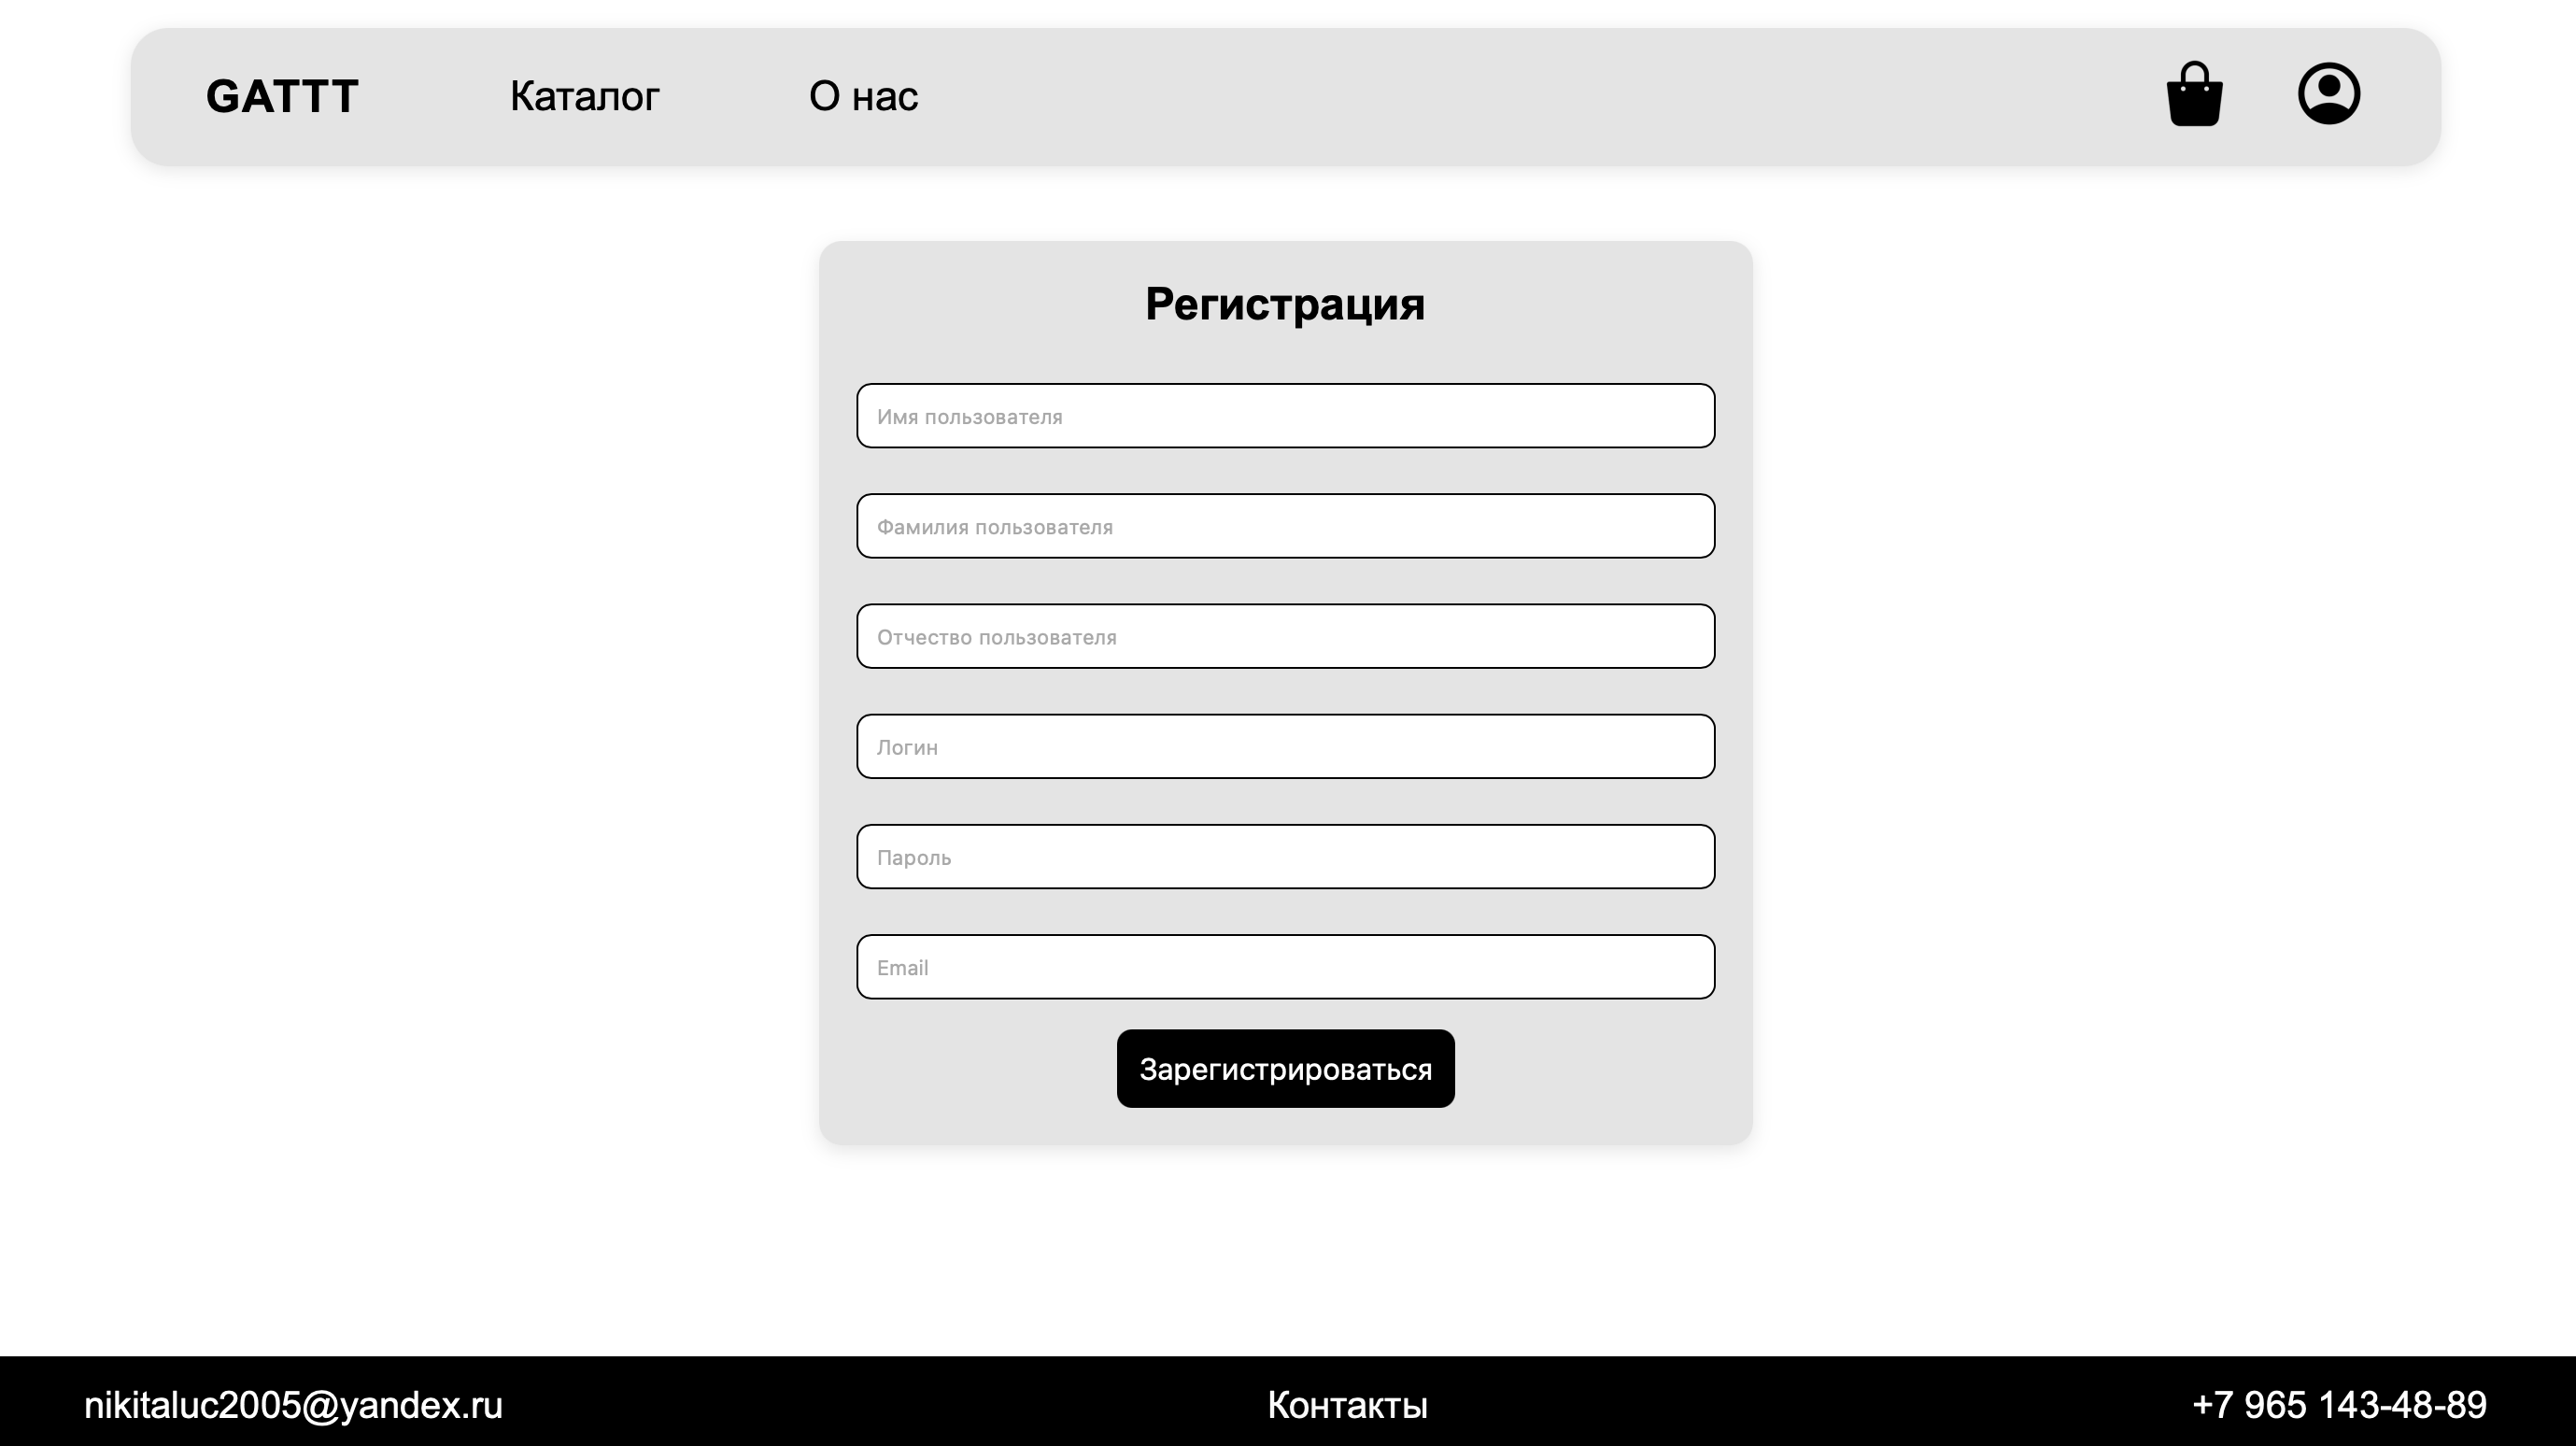 GATTT Каталог О нас
Регистрация
Имя пользователя
Фамилия пользователя
Отчество пользователя
Логин
Пароль
Email
Зарегистрироваться
nikitaluc2005@yandex.ru Контакты +7 965 143-48-89